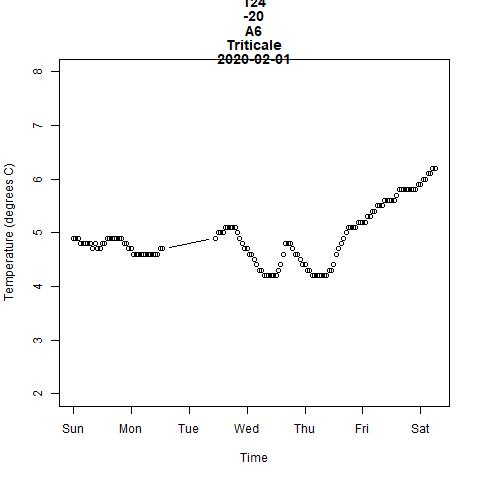 124
-20
A6
Triticale
2020-02-01
8
7
6
5
4
3
2
Temperature (degrees C)
Sun Mon Tue Wed Thu Fri Sat
Time